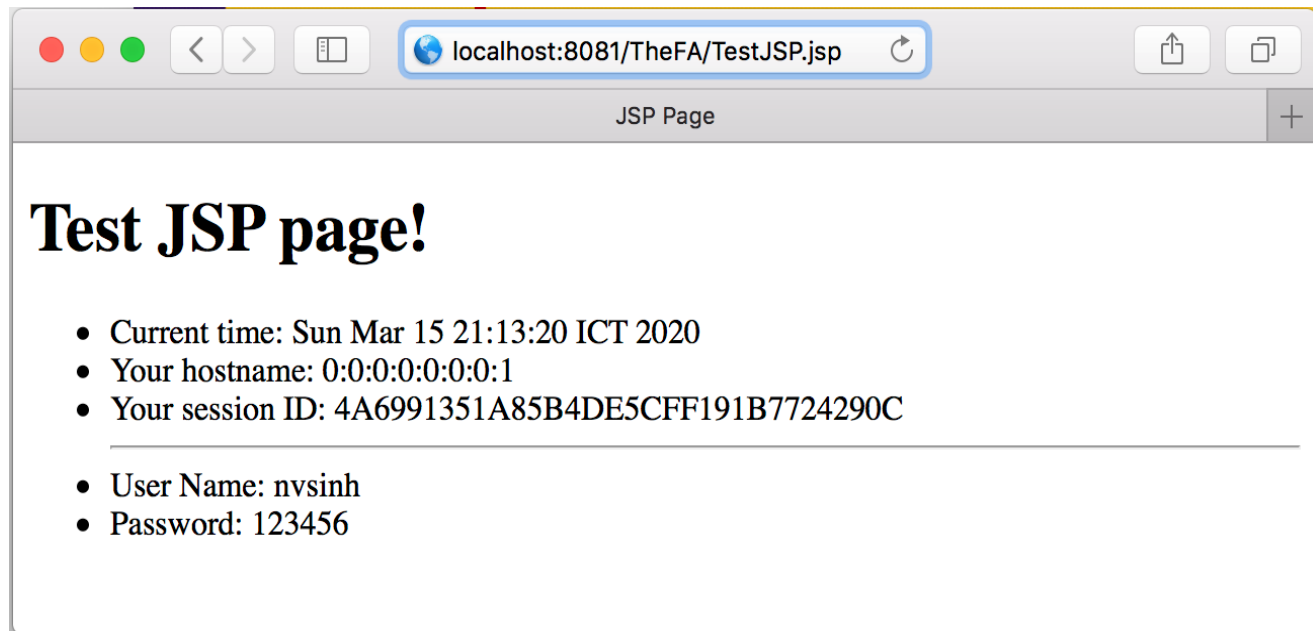 localhost:8081/TheFA/TestJSP.jsp
JSP Page
Test JSP page!
Current time: Sun Mar 15 21:13:20 ICT 2020
Your hostname: 0:0:0:0:0:0:0:1
Your session ID: 4A6991351A85B4DE5CFF191B7724290C
User Name: nvsinh
Password: 123456